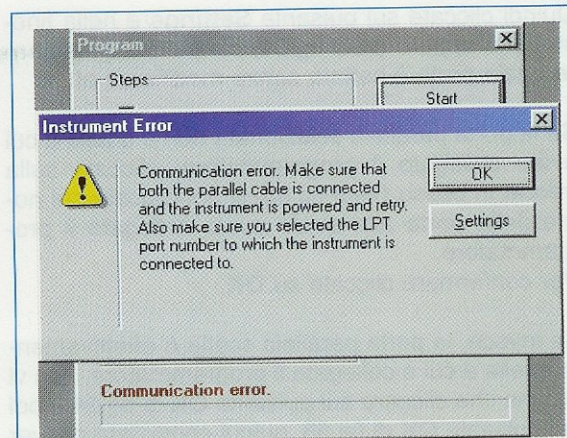 Program
Steps
Start
Instrument Error
Communication error. Make sure that
both the parallel cable is connected
and the instrument is powered and retry.
Also make sure you selected the LPT
port number to which the instrument is
connected to.
OK
Settings
Communication error.